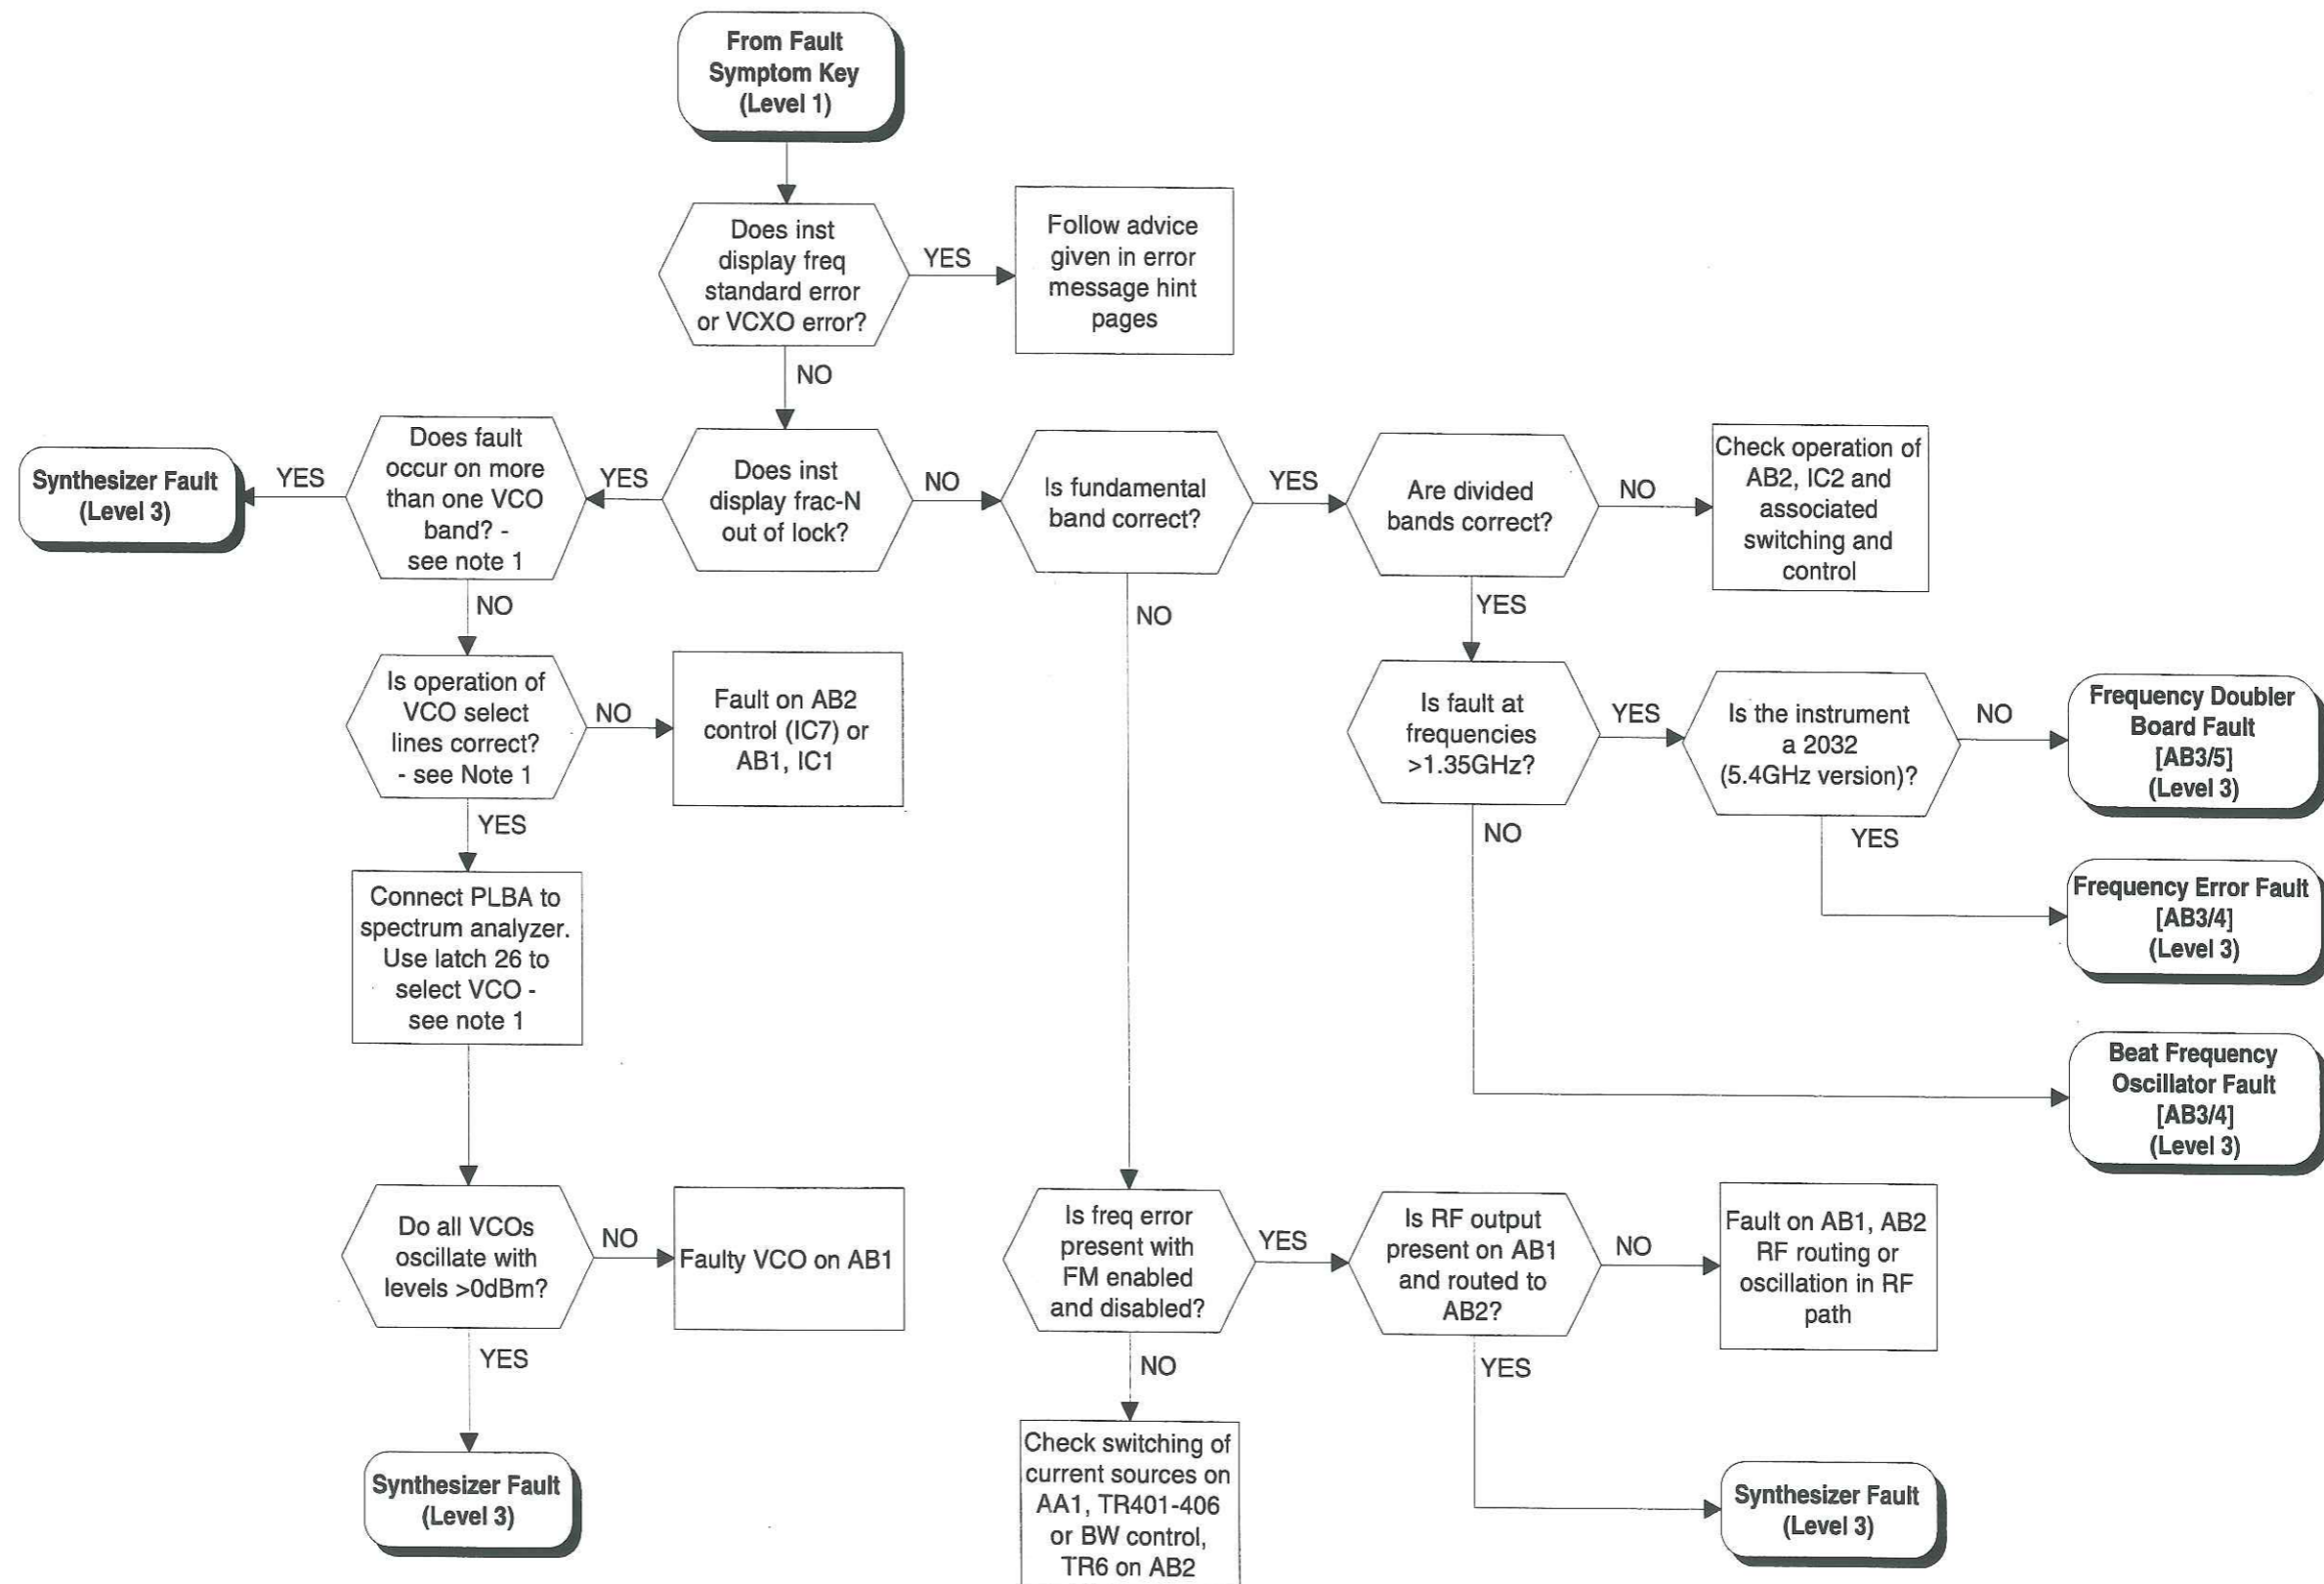 From Fault
Symptom Key
(Level 1)
Does inst
display freq
standard error
or VCXO error?
YES
Follow advice
given in error
message hint
pages
NO
Synthesizer Fault
(Level 3)
YES
Does fault
occur on more
than one VCO
band? -
see note 1
YES
Does inst
display frac-N
out of lock?
NO
Is fundamental
band correct?
YES
Are divided
bands correct?
NO
Check operation of
AB2, IC2 and
associated
switching and
control
NO
NO
YES
Is operation of
VCO select
lines correct?
- see Note 1
NO
Fault on AB2
control (IC7) or
AB1, IC1
Is fault at
frequencies
>1.35GHz?
YES
Is the instrument
a 2032
(5.4GHz version)?
NO
Frequency Doubler
Board Fault
[AB3/5]
(Level 3)
YES
NO
YES
Connect PLBA to
spectrum analyzer.
Use latch 26 to
select VCO -
see note 1
Frequency Error Fault
[AB3/4]
(Level 3)
Beat Frequency
Oscillator Fault
[AB3/4]
(Level 3)
Do all VCOs
oscillate with
levels >0dBm?
NO
Faulty VCO on AB1
Is freq error
present with
FM enabled
and disabled?
YES
Is RF output
present on AB1
and routed to
AB2?
NO
Fault on AB1, AB2
RF routing or
oscillation in RF
path
YES
NO
YES
Synthesizer Fault
(Level 3)
Check switching of
current sources on
AA1, TR401-406
or BW control,
TR6 on AB2
Synthesizer Fault
(Level 3)